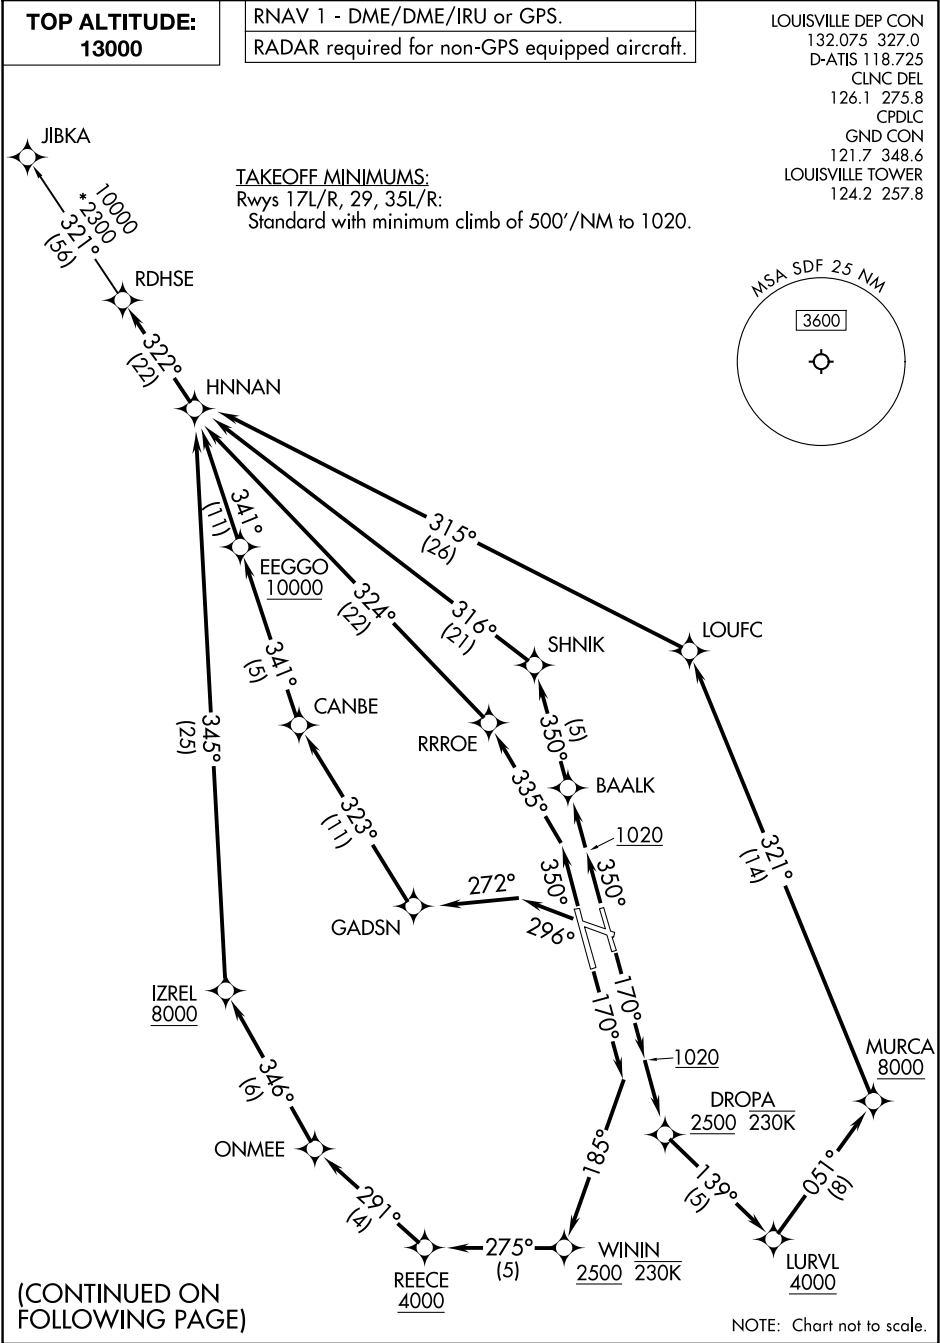 TOP ALTITUDE:
13000
RNAV 1 - DME/DME/IRU or GPS.
RADAR required for non-GPS equipped aircraft.
LOUISVILLE DEP CON
132.075 327.0
D-ATIS 118.725
CLNC DEL
126.1 275.8
CPDLC
GND CON
121.7 348.6
LOUISVILLE TOWER
124.2 257.8
JIBKA
10000
*2300
321°
(56)
TAKEOFF MINIMUMS:
Rwys 17L/R, 29, 35L/R:
Standard with minimum climb of 500'/NM to 1020.
MSA SDF 25 NM
3600
RDHSE
322°
(22)
HNNAN
341°
(11)
315°
(26)
EEGGO
10000
324°
(22)
316°
(21)
LOUFC
SHNIK
341°
(5)
CANBE
345°
(25)
RRROE
350°
(5)
335°
BAALK
323°
(11)
1020
350°
350°
321°
(14)
272°
GADSN
296°
IZREL
8000
170°
170°
1020
MURCA
8000
346°
(6)
DROPA
2500 230K
ONMEE
185°
139°
(5)
051°
(8)
291°
(4)
275°
(5)
WININ
2500 230K
REECE
4000
LURVL
4000
(CONTINUED ON
FOLLOWING PAGE)
NOTE: Chart not to scale.